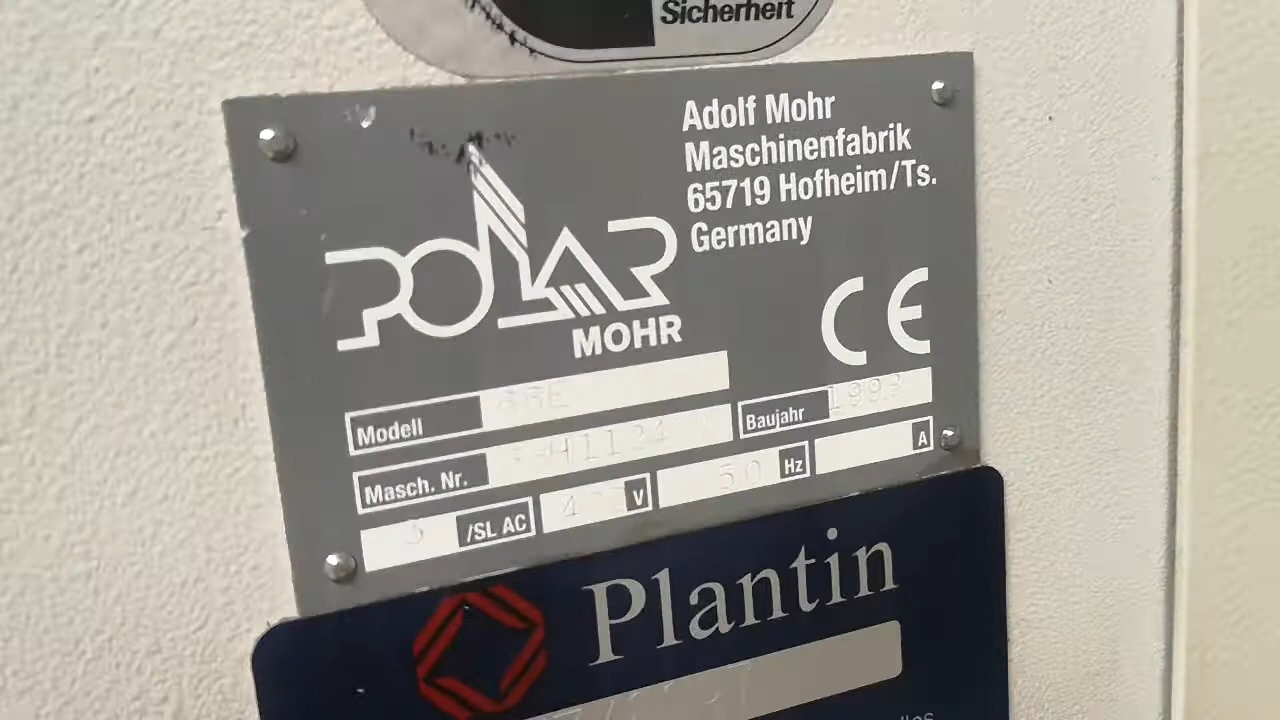 Sicherheit
Adolf Mohr
Maschinenfabrik
65719 Hofheim/Ts.
Germany
POLAR
MOHR
CE
Modell
Masch. Nr.
Baujahr
/SL AC
V
50 Hz
A
Plantin